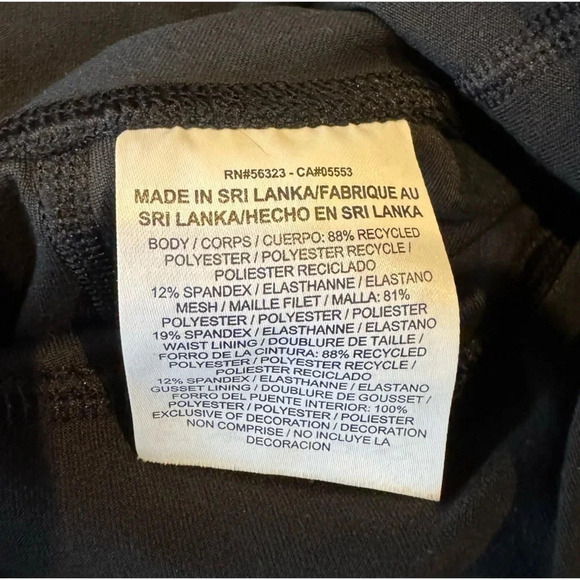 RN#56323 - CA#05553
MADE IN SRI LANKA/FABRIQUE AU
SRI LANKA/HECHO EN SRI LANKA
BODY / CORPS / CUERPO: 88% RECYCLED
POLYESTER / POLYESTER RECYCLE /
POLIESTER RECICLADO
12% SPANDEX / ELASTHANNE / ELASTANO
MESH / MAILLE FILET / MALLA: 81%
POLYESTER / POLYESTER / POLIESTER
19% SPANDEX / ELASTHANNE / ELASTANO
WAIST LINING / DOUBLURE DE TAILLE /
FORRO DE LA CINTURA: 88% RECYCLED
POLYESTER / POLYESTER RECYCLE /
POLIESTER RECICLADO
12% SPANDEX / ELASTHANNE / ELASTANO
GUSSET LINING / DOUBLURE DE GOUSSET /
FORRO DEL PUENTE INTERIOR: 100%
POLYESTER / POLYESTER / POLIESTER
EXCLUSIVE OF DECORATION / DECORATION
NON COMPRISE / NO INCLUYE LA
DECORACION